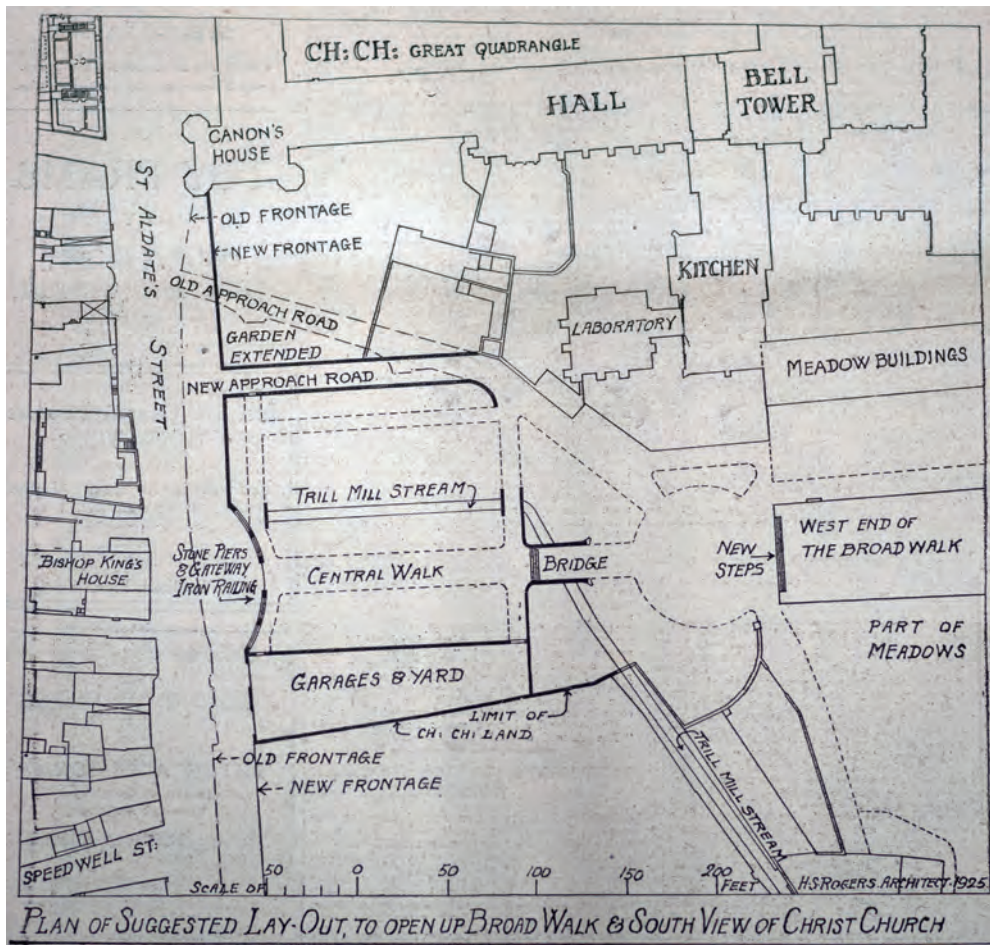 CH: CH: GREAT QUADRANGLE
HALL
BELL
TOWER
CANON'S
HOUSE
ST ALDATE'S STREET
OLD FRONTAGE
NEW FRONTAGE
KITCHEN
OLD APPROACH ROAD
GARDEN
EXTENDED
LABORATORY
MEADOW BUILDINGS
NEW APPROACH ROAD
TRILL MILL STREAM
WEST END OF
THE BROAD WALK
NEW
STEPS
STONE PIERS
& GATEWAY
IRON RAILING
BISHOP KING'S
HOUSE
CENTRAL WALK
BRIDGE
PART OF
MEADOWS
GARAGES & YARD
LIMIT OF
CH: CH: LAND
TRILL MILL STREAM
OLD FRONTAGE
NEW FRONTAGE
SPEEDWELL ST:
SCALE OF 50 0 50 100 150 200 FEET
H.S. ROGERS. ARCHITECT. 1925
PLAN OF SUGGESTED LAY-OUT, TO OPEN UP BROAD WALK & SOUTH VIEW OF CHRIST CHURCH